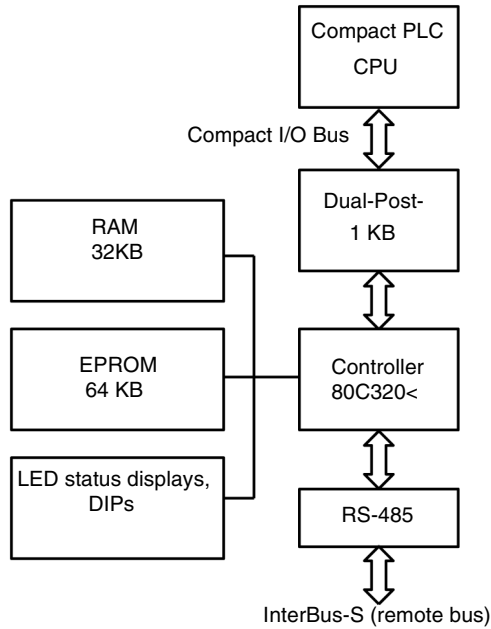 Compact PLC
CPU
Compact I/O Bus
Dual-Post-
1 KB
RAM
32KB
EPROM
64 KB
Controller
80C320<
LED status displays,
DIPs
RS-485
InterBus-S (remote bus)